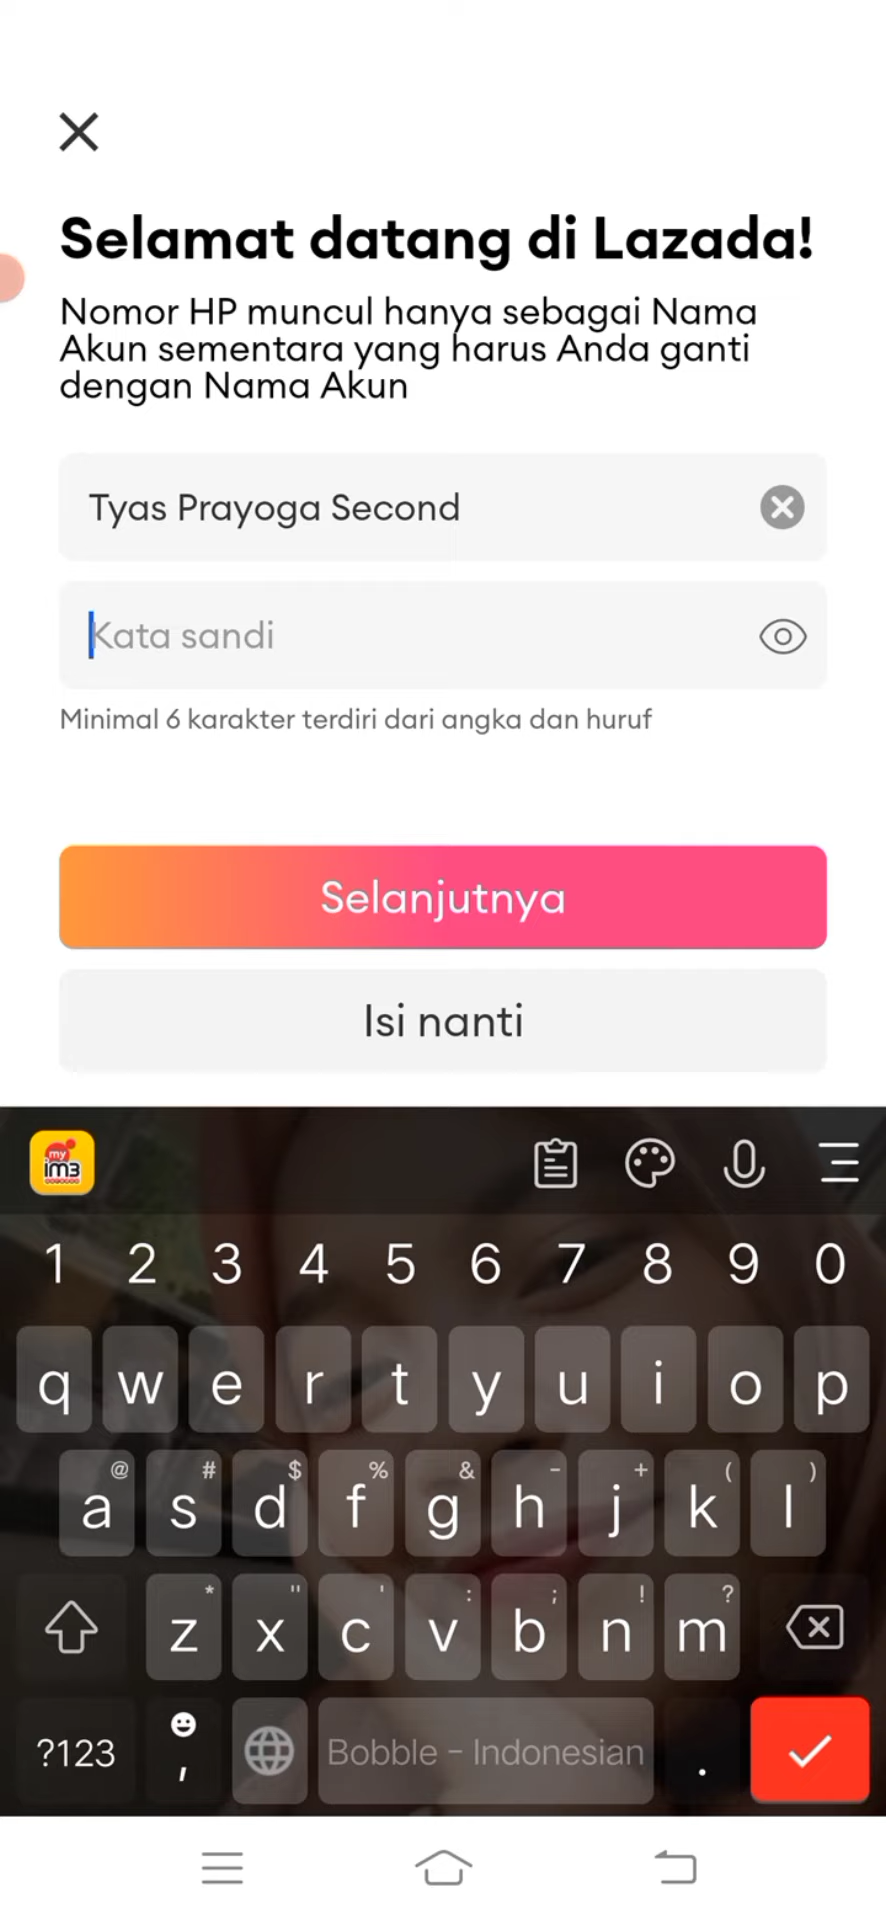 Selamat datang di Lazada!
Nomor HP muncul hanya sebagai Nama
Akun sementara yang harus Anda ganti
dengan Nama Akun
Tyas Prayoga Second
Kata sandi
Minimal 6 karakter terdiri dari angka dan huruf
Selanjutnya
Isi nanti
my
im3
1 2 3 4 5 6 7 8 9 0
q w e r t y u i o p
@ # $ % & - + ( )
a s d f g h j k l
* " ' : ; ! ?
z x c v b n m
?123 , Bobble - Indonesian .